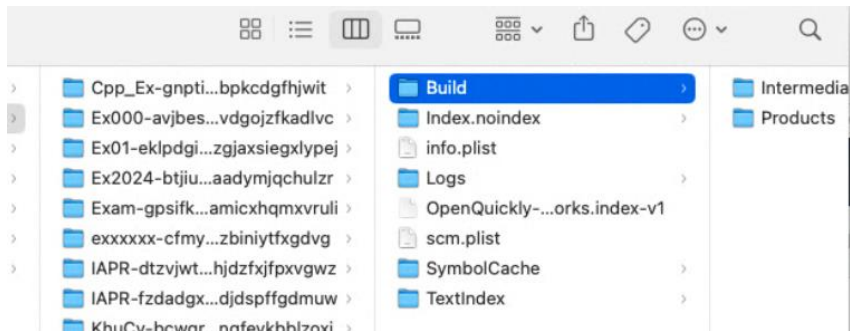 Cpp_Ex-gnpti...bpkcdgfhjwit
Ex000-avjbes...vdgojzfkadlvc
Ex01-eklpdgi...zgjaxsiegxlypej
Ex2024-btjiu...aadymjqchulzr
Exam-gpsifk...amicxhqmxvruli
exxxxxx-cfmy...zbiniytfxgdvg
IAPR-dtzvjwt...hjdzfxjfpxvgwz
IAPR-fzdadgx...djdspffgdmuw
Build
Index.noindex
info.plist
Logs
OpenQuickly-...orks.index-v1
scm.plist
SymbolCache
TextIndex
Intermedia
Products